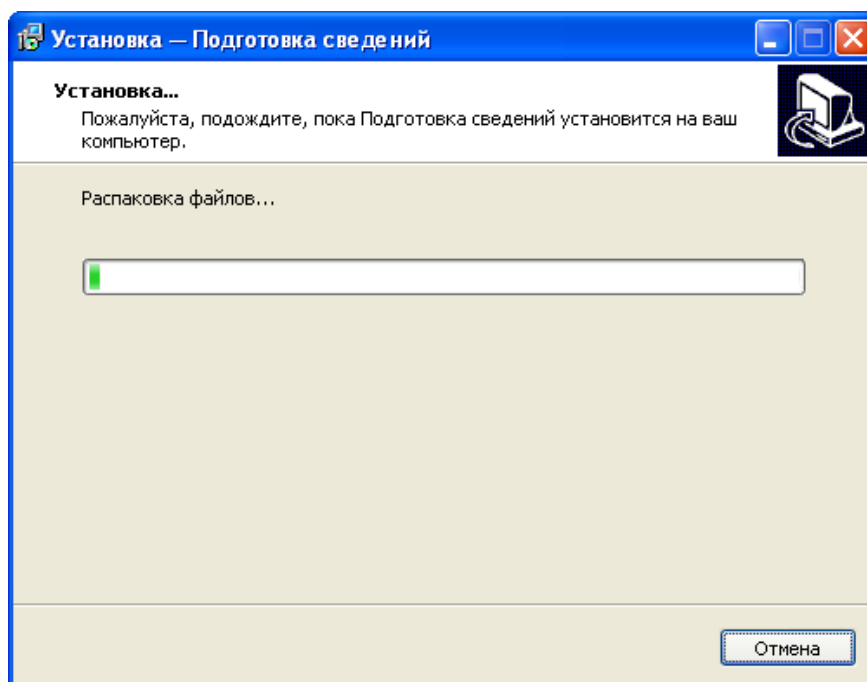 Установка — Подготовка сведений
Установка...
Пожалуйста, подождите, пока Подготовка сведений установится на ваш
компьютер.
Распаковка файлов...
Отмена